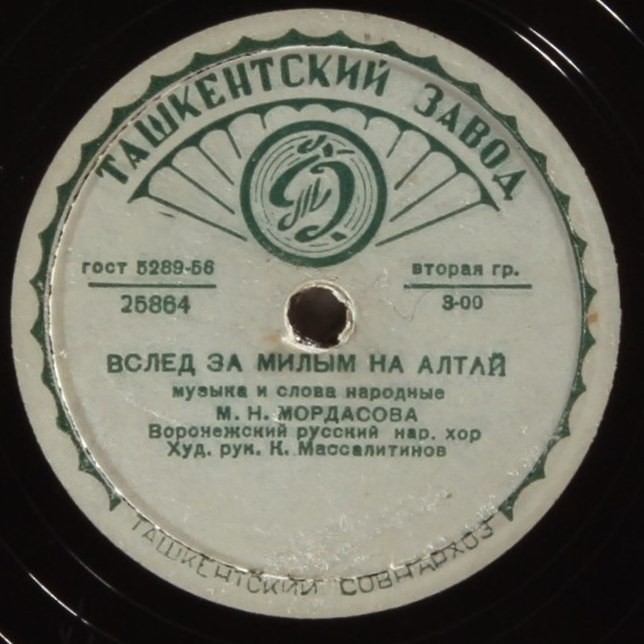 ТАШКЕНТСКИЙ ЗАВОД
гост 5289-56
вторая гр.
25864
3-00
ВСЛЕД ЗА МИЛЫМ НА АЛТАЙ
музыка и слова народные
М. Н. МОРДАСОВА
Воронежский русский нар. хор
Худ. рук. К. Массалитинов
ТАШКЕНТСКИЙ СОВНАРХОЗ